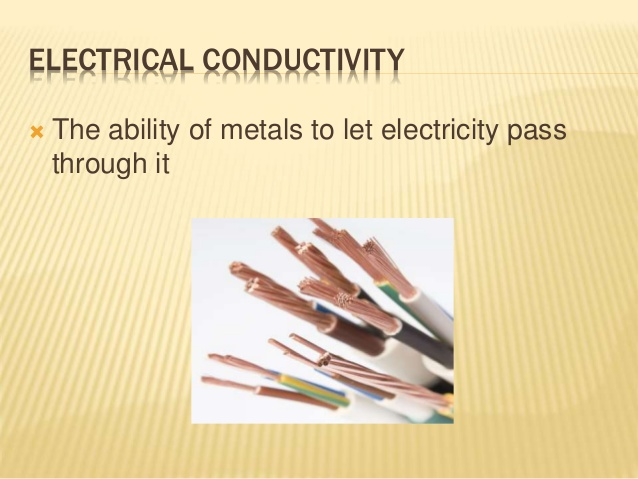 ELECTRICAL CONDUCTIVITY
The ability of metals to let electricity pass
through it